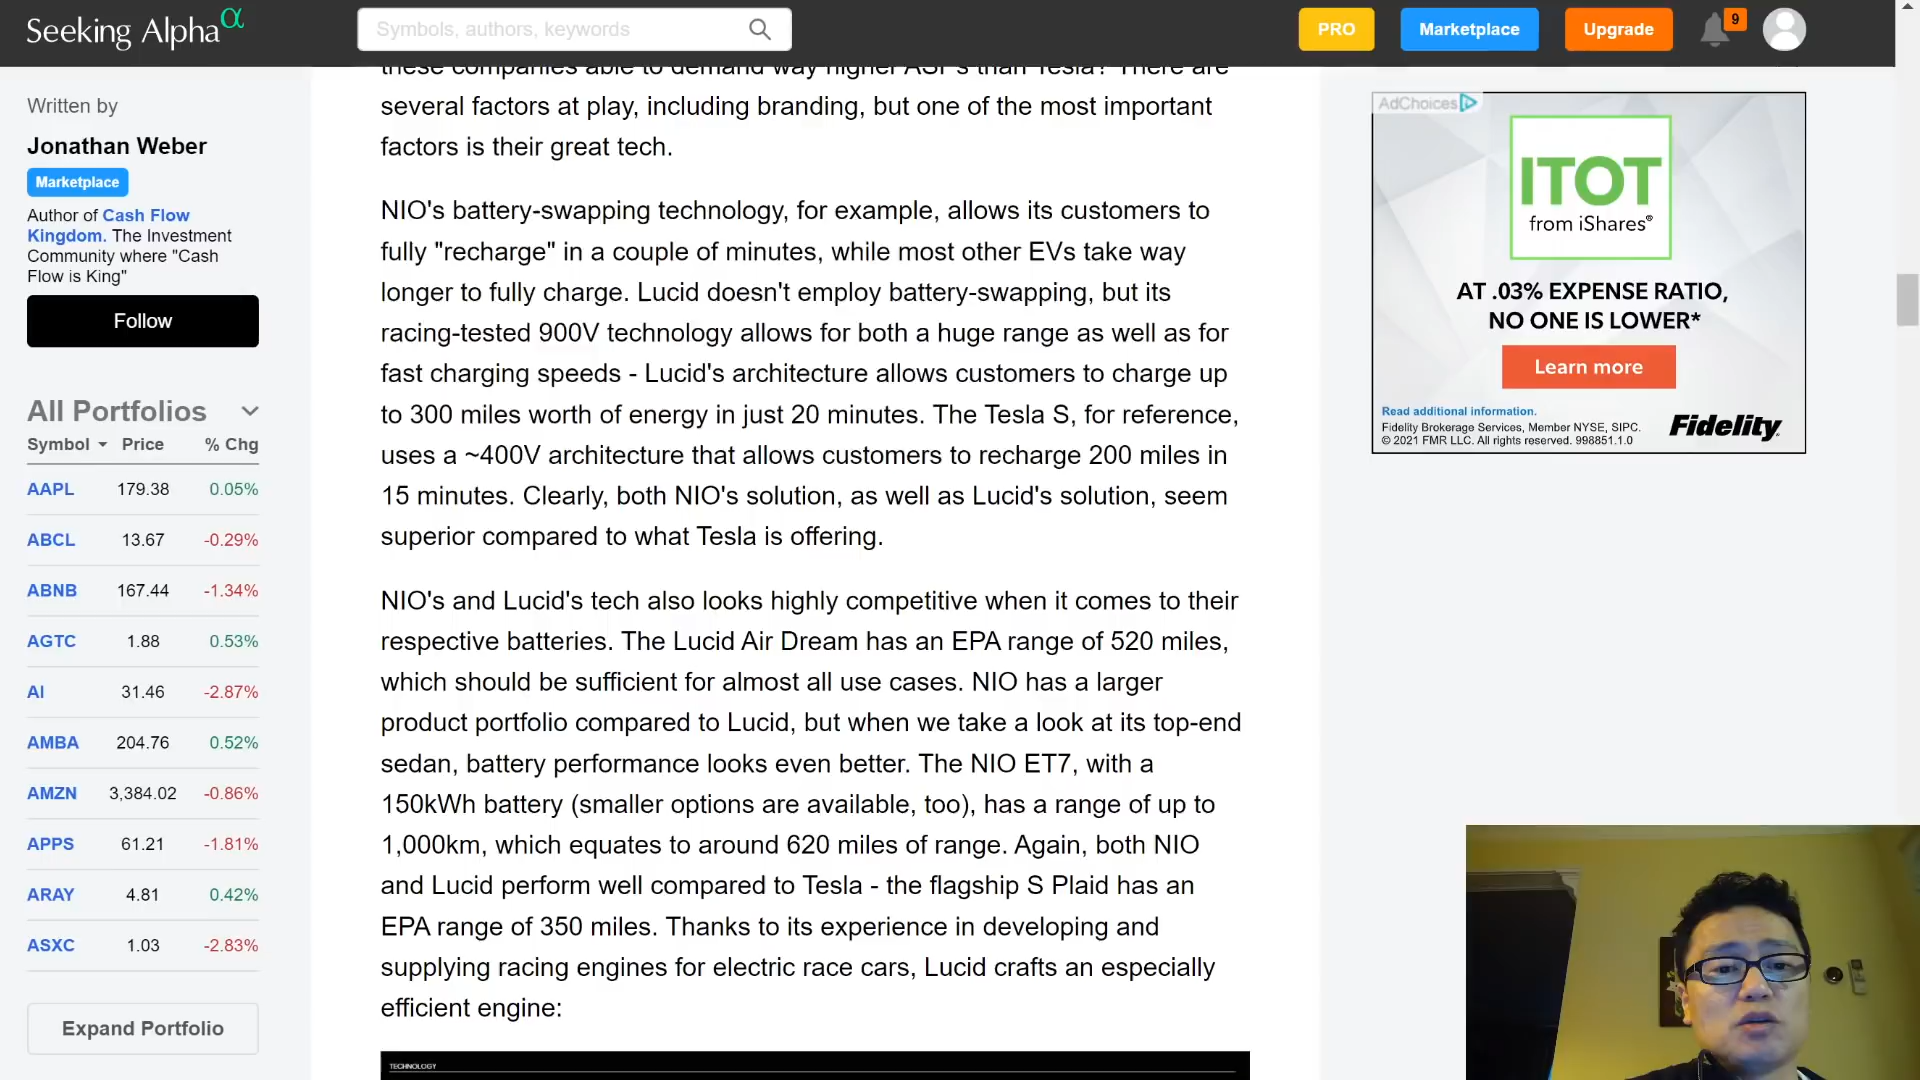 Seeking Alpha α
Symbols, authors, keywords
PRO
Marketplace
Upgrade
9
Written by
Jonathan Weber
Marketplace
Author of Cash Flow
Kingdom. The Investment
Community where "Cash
Flow is King"
Follow
All Portfolios
Symbol Price % Chg
AAPL 179.38 0.05%
ABCL 13.67 -0.29%
ABNB 167.44 -1.34%
AGTC 1.88 0.53%
AI 31.46 -2.87%
AMBA 204.76 0.52%
AMZN 3,384.02 -0.86%
APPS 61.21 -1.81%
ARAY 4.81 0.42%
ASXC 1.03 -2.83%
Expand Portfolio
these companies able to demand way higher ASPs than Tesla? There are
several factors at play, including branding, but one of the most important
factors is their great tech.
NIO's battery-swapping technology, for example, allows its customers to
fully "recharge" in a couple of minutes, while most other EVs take way
longer to fully charge. Lucid doesn't employ battery-swapping, but its
racing-tested 900V technology allows for both a huge range as well as for
fast charging speeds - Lucid's architecture allows customers to charge up
to 300 miles worth of energy in just 20 minutes. The Tesla S, for reference,
uses a ~400V architecture that allows customers to recharge 200 miles in
15 minutes. Clearly, both NIO's solution, as well as Lucid's solution, seem
superior compared to what Tesla is offering.
NIO's and Lucid's tech also looks highly competitive when it comes to their
respective batteries. The Lucid Air Dream has an EPA range of 520 miles,
which should be sufficient for almost all use cases. NIO has a larger
product portfolio compared to Lucid, but when we take a look at its top-end
sedan, battery performance looks even better. The NIO ET7, with a
150kWh battery (smaller options are available, too), has a range of up to
1,000km, which equates to around 620 miles of range. Again, both NIO
and Lucid perform well compared to Tesla - the flagship S Plaid has an
EPA range of 350 miles. Thanks to its experience in developing and
supplying racing engines for electric race cars, Lucid crafts an especially
efficient engine:
TECHNOLOGY
AdChoices
ITOT
from iShares®
AT .03% EXPENSE RATIO,
NO ONE IS LOWER*
Learn more
Read additional information.
Fidelity Brokerage Services, Member NYSE, SIPC.
© 2021 FMR LLC. All rights reserved. 998851.1.0
Fidelity